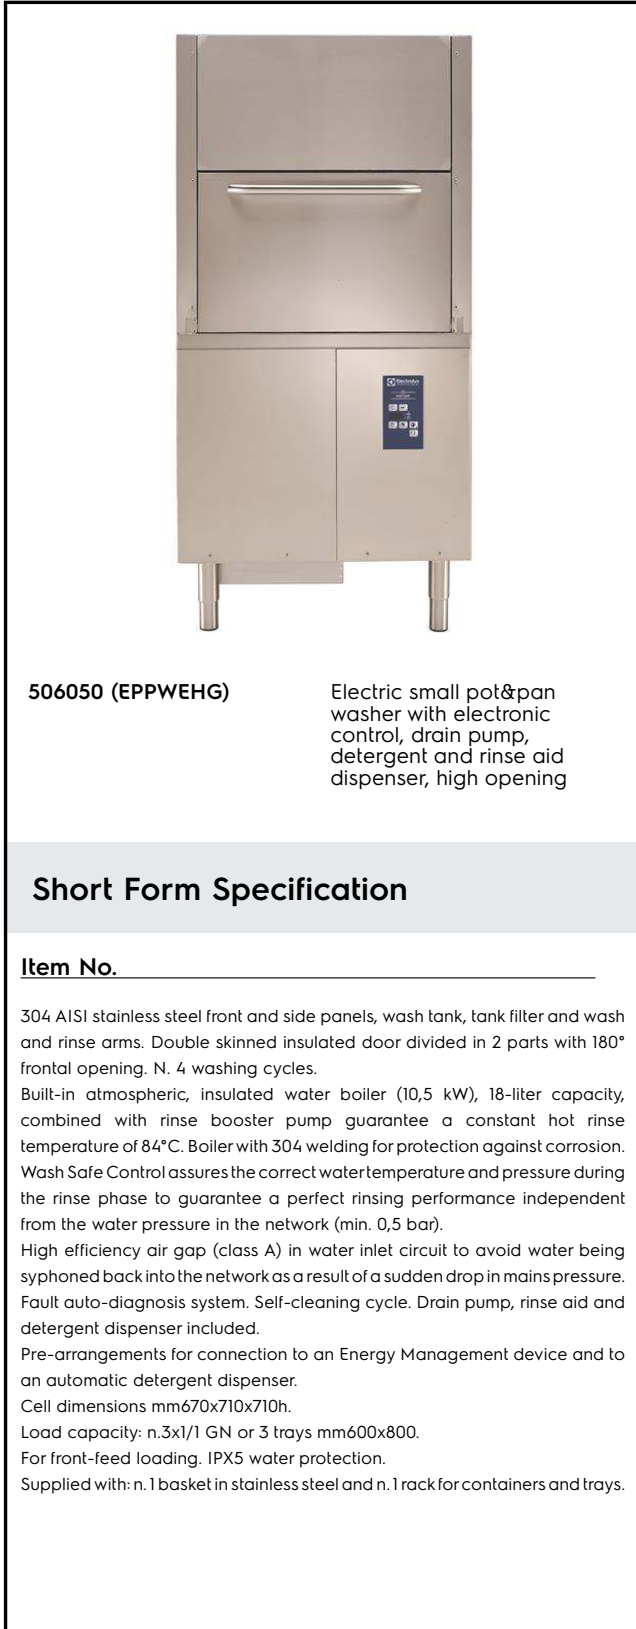 Electrolux
506050 (EPPWEHG)
Electric small pot&pan
washer with electronic
control, drain pump,
detergent and rinse aid
dispenser, high opening
Short Form Specification
Item No.
304 AISI stainless steel front and side panels, wash tank, tank filter and wash
and rinse arms. Double skinned insulated door divided in 2 parts with 180°
frontal opening. N. 4 washing cycles.
Built-in atmospheric, insulated water boiler (10,5 kW), 18-liter capacity,
combined with rinse booster pump guarantee a constant hot rinse
temperature of 84°C. Boiler with 304 welding for protection against corrosion.
Wash Safe Control assures the correct water temperature and pressure during
the rinse phase to guarantee a perfect rinsing performance independent
from the water pressure in the network (min. 0,5 bar).
High efficiency air gap (class A) in water inlet circuit to avoid water being
syphoned back into the network as a result of a sudden drop in mains pressure.
Fault auto-diagnosis system. Self-cleaning cycle. Drain pump, rinse aid and
detergent dispenser included.
Pre-arrangements for connection to an Energy Management device and to
an automatic detergent dispenser.
Cell dimensions mm670x710x710h.
Load capacity: n.3x1/1 GN or 3 trays mm600x800.
For front-feed loading. IPX5 water protection.
Supplied with: n. 1 basket in stainless steel and n. 1 rack for containers and trays.